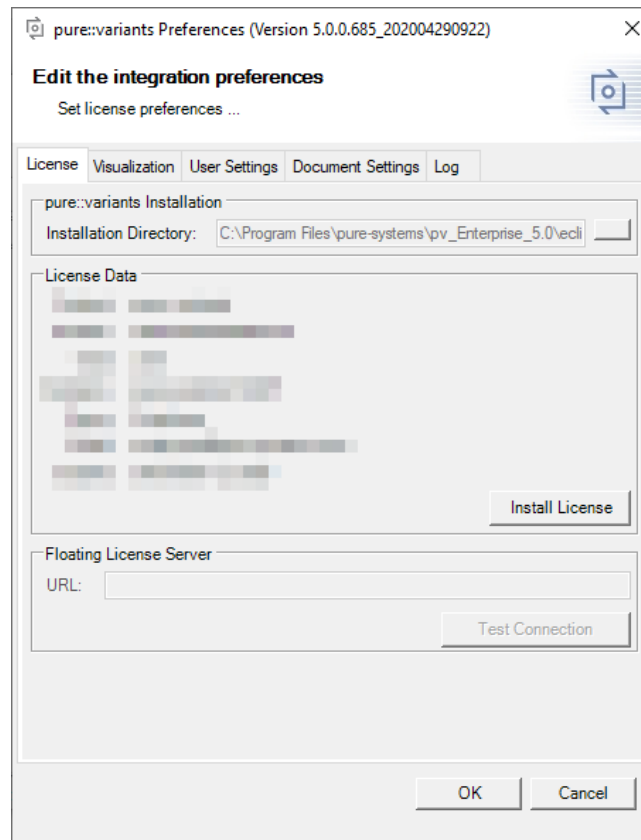 pure::variants Preferences (Version 5.0.0.685_202004290922)
Edit the integration preferences
Set license preferences ...
License Visualization User Settings Document Settings Log
pure::variants Installation
Installation Directory: C:\Program Files\pure-systems\pv_Enterprise_5.0\ecli
License Data
Install License
Floating License Server
URL:
Test Connection
OK Cancel